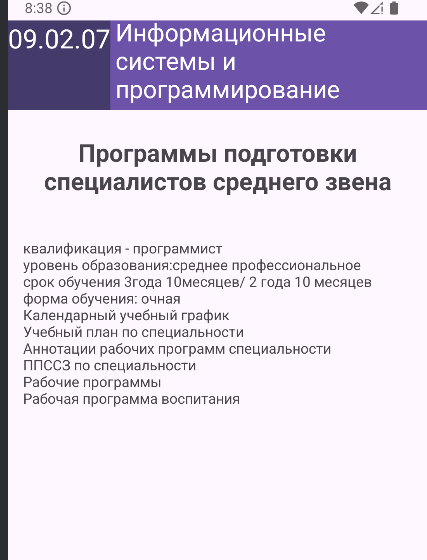 8:38
09.02.07 Информационные
системы и
программирование
Программы подготовки
специалистов среднего звена
квалификация - программист
уровень образования:среднее профессиональное
срок обучения 3года 10месяцев/ 2 года 10 месяцев
форма обучения: очная
Календарный учебный график
Учебный план по специальности
Аннотации рабочих программ специальности
ППССЗ по специальности
Рабочие программы
Рабочая программа воспитания